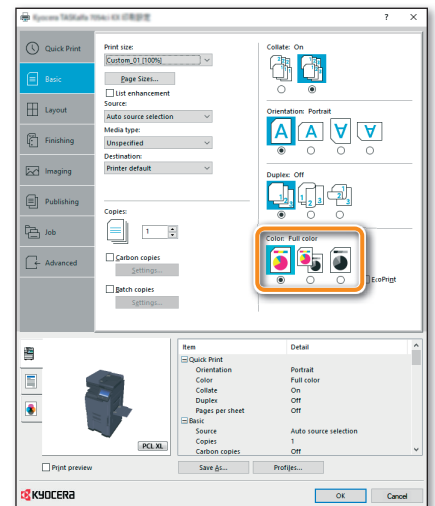 Kyocera TASKalfa
?
Quick Print
Basic
Layout
Finishing
Imaging
Publishing
Job
Advanced
Print size:
Custom_01 [100%]
Page Sizes...
List enhancement
Source:
Auto source selection
Media type:
Unspecified
Destination:
Printer default
Copies:
1
Carbon copies
Settings...
Batch copies
Settings...
Collate: On
Orientation: Portrait
A A A A
Duplex: Off
Color: Full color
EcoPrint
Item Detail
Quick Print
Orientation Portrait
Color Full color
Collate On
Duplex Off
Pages per sheet Off
Basic
Source Auto source selection
Copies 1
Carbon copies Off
PCL XL
Print preview
Save As...
Profiles...
KYOCERA
OK
Cancel